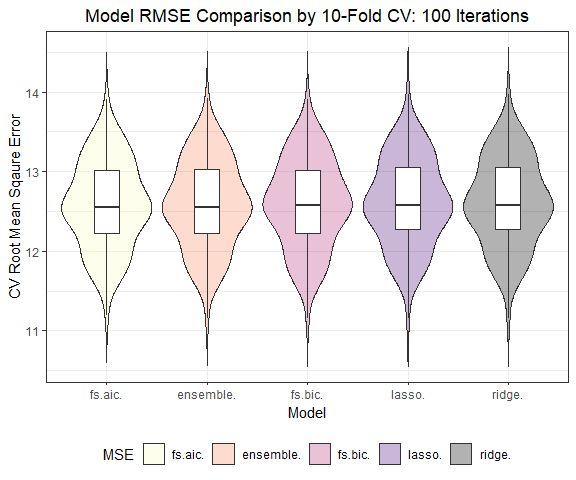 Model RMSE Comparison by 10-Fold CV: 100 Iterations
CV Root Mean Sqaure Error
14
13
12
11
fs.aic.
ensemble.
fs.bic.
lasso.
ridge.
Model
MSE
fs.aic.
ensemble.
fs.bic.
lasso.
ridge.